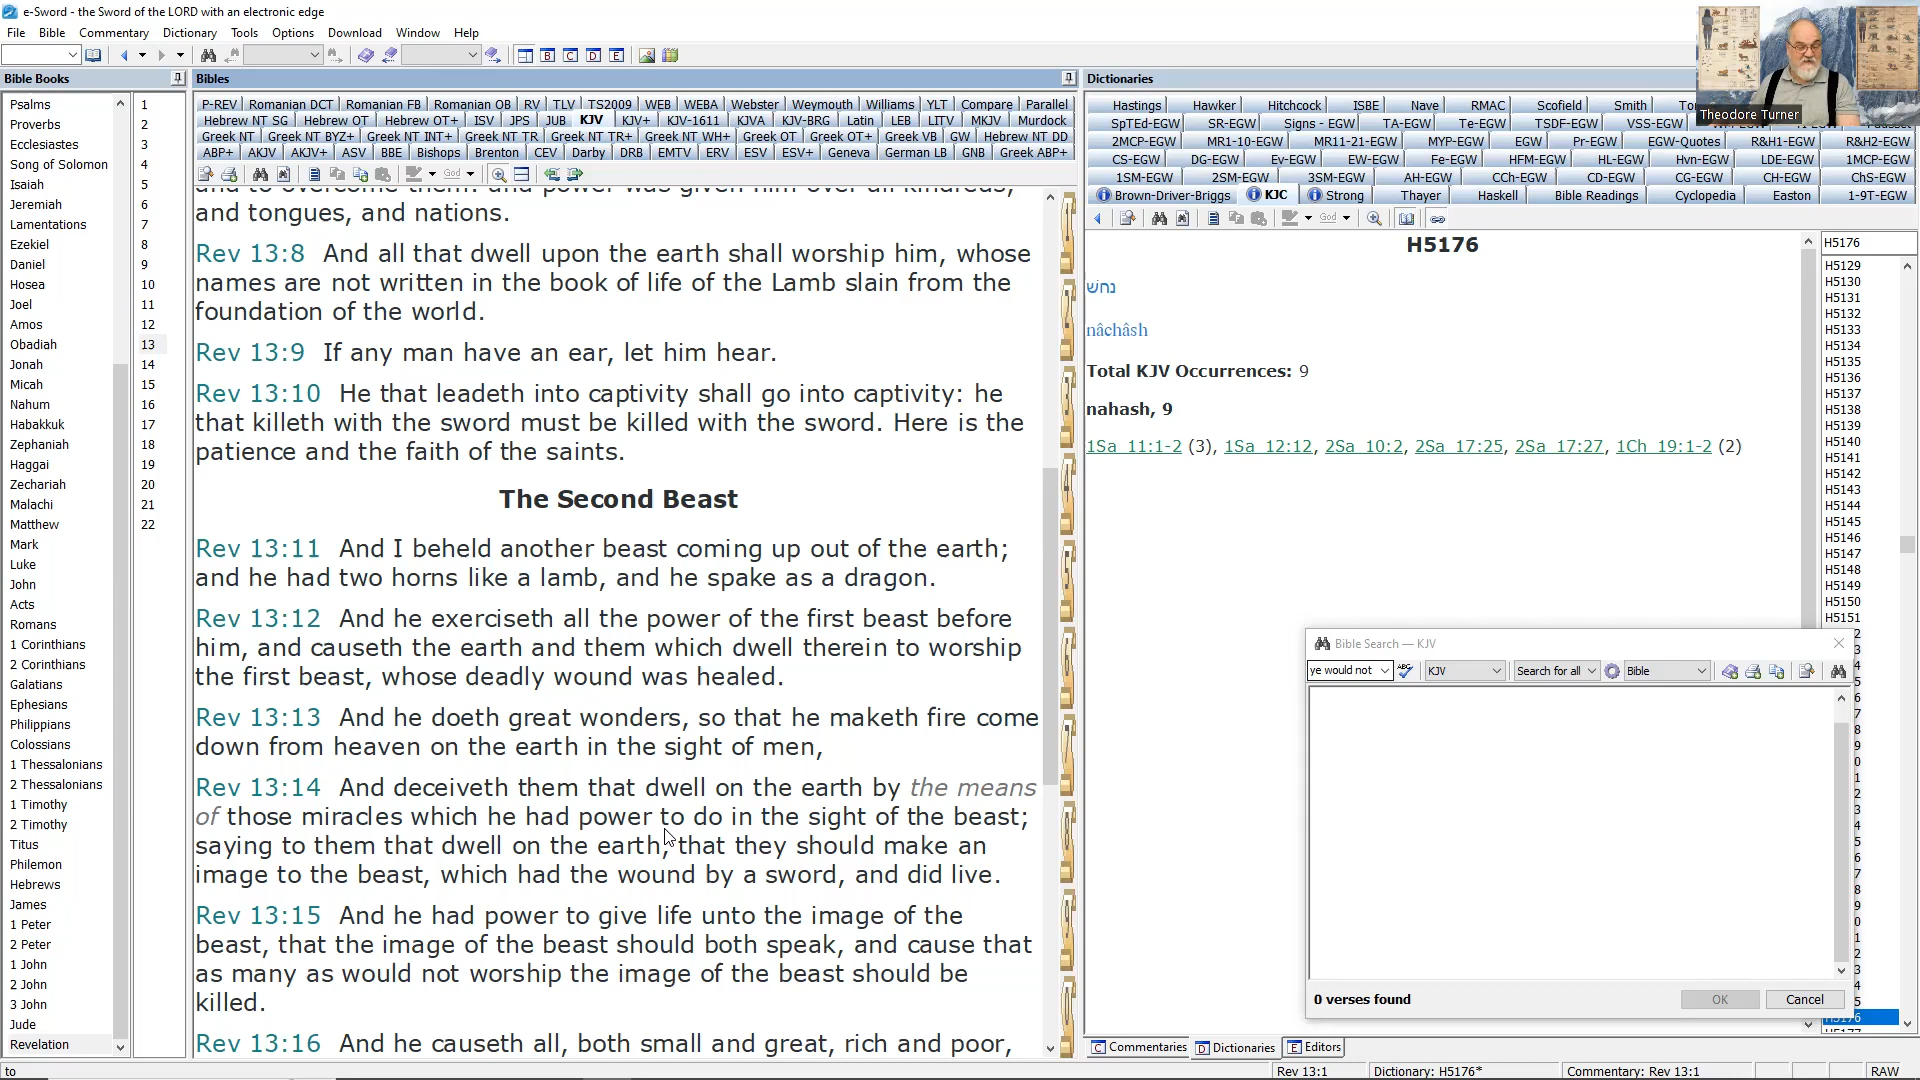 e-Sword - the Sword of the LORD with an electronic edge
File Bible Commentary Dictionary Tools Options Download Window Help
Theodore Turner
Bible Books
Psalms
Proverbs
Ecclesiastes
Song of Solomon
Isaiah
Jeremiah
Lamentations
Ezekiel
Daniel
Hosea
Joel
Amos
Obadiah
Jonah
Micah
Nahum
Habakkuk
Zephaniah
Haggai
Zechariah
Malachi
Matthew
Mark
Luke
John
Acts
Romans
1 Corinthians
2 Corinthians
Galatians
Ephesians
Philippians
Colossians
1 Thessalonians
2 Thessalonians
1 Timothy
2 Timothy
Titus
Philemon
Hebrews
James
1 Peter
2 Peter
1 John
2 John
3 John
Jude
Revelation
1
2
3
4
5
6
7
8
9
10
11
12
13
14
15
16
17
18
19
20
21
22
Bibles
P-REV Romanian DCT Romanian FB Romanian OB RV TLV TS2009 WEB WEBA Webster Weymouth Williams YLT Compare Parallel
Hebrew NT SG Hebrew OT Hebrew OT+ ISV JPS JUB KJV KJV+ KJV-1611 KJVA KJV-BRG Latin LEB LITV MKJV Murdock
Greek NT Greek NT BYZ+ Greek NT INT+ Greek NT TR Greek NT TR+ Greek NT WH+ Greek OT Greek OT+ Greek VB GW Hebrew NT DD
ABP+ AKJV AKJV+ ASV BBE Bishops Brenton CEV Darby DRB EMTV ERV ESV ESV+ Geneva German LB GNB Greek ABP+
and to overcome them: and power was given him over all kindreds,
and tongues, and nations.
Rev 13:8 And all that dwell upon the earth shall worship him, whose
names are not written in the book of life of the Lamb slain from the
foundation of the world.
Rev 13:9 If any man have an ear, let him hear.
Rev 13:10 He that leadeth into captivity shall go into captivity: he
that killeth with the sword must be killed with the sword. Here is the
patience and the faith of the saints.
The Second Beast
Rev 13:11 And I beheld another beast coming up out of the earth;
and he had two horns like a lamb, and he spake as a dragon.
Rev 13:12 And he exerciseth all the power of the first beast before
him, and causeth the earth and them which dwell therein to worship
the first beast, whose deadly wound was healed.
Rev 13:13 And he doeth great wonders, so that he maketh fire come
down from heaven on the earth in the sight of men,
Rev 13:14 And deceiveth them that dwell on the earth by the means
of those miracles which he had power to do in the sight of the beast;
saying to them that dwell on the earth, that they should make an
image to the beast, which had the wound by a sword, and did live.
Rev 13:15 And he had power to give life unto the image of the
beast, that the image of the beast should both speak, and cause that
as many as would not worship the image of the beast should be
killed.
Rev 13:16 And he causeth all, both small and great, rich and poor,
Dictionaries
Hastings Hawker Hitchcock ISBE Nave RMAC Scofield Smith
SpTEd-EGW SR-EGW Signs - EGW TA-EGW Te-EGW TSDF-EGW VSS-EGW
2MCP-EGW MR1-10-EGW MR11-21-EGW MYP-EGW EGW Pr-EGW EGW-Quotes R&H1-EGW R&H2-EGW
CS-EGW DG-EGW Ev-EGW EW-EGW Fe-EGW HFM-EGW HL-EGW Hvn-EGW LDE-EGW 1MCP-EGW
1SM-EGW 2SM-EGW 3SM-EGW AH-EGW CCh-EGW CD-EGW CG-EGW CH-EGW ChS-EGW
Brown-Driver-Briggs KJC Strong Thayer Haskell Bible Readings Cyclopedia Easton 1-9T-EGW
H5176
נחשׁ
nâchâsh
Total KJV Occurrences: 9
nahash, 9
1Sa_11:1-2 (3), 1Sa_12:12, 2Sa_10:2, 2Sa_17:25, 2Sa_17:27, 1Ch_19:1-2 (2)
H5176
H5129
H5130
H5131
H5132
H5133
H5134
H5135
H5136
H5137
H5138
H5139
H5140
H5141
H5142
H5143
H5144
H5145
H5146
H5147
H5148
H5149
H5150
H5151
Bible Search — KJV
ye would not KJV Search for all Bible
0 verses found
OK Cancel
Commentaries Dictionaries Editors
to Rev 13:1 Dictionary: H5176* Commentary: Rev 13:1 RAW